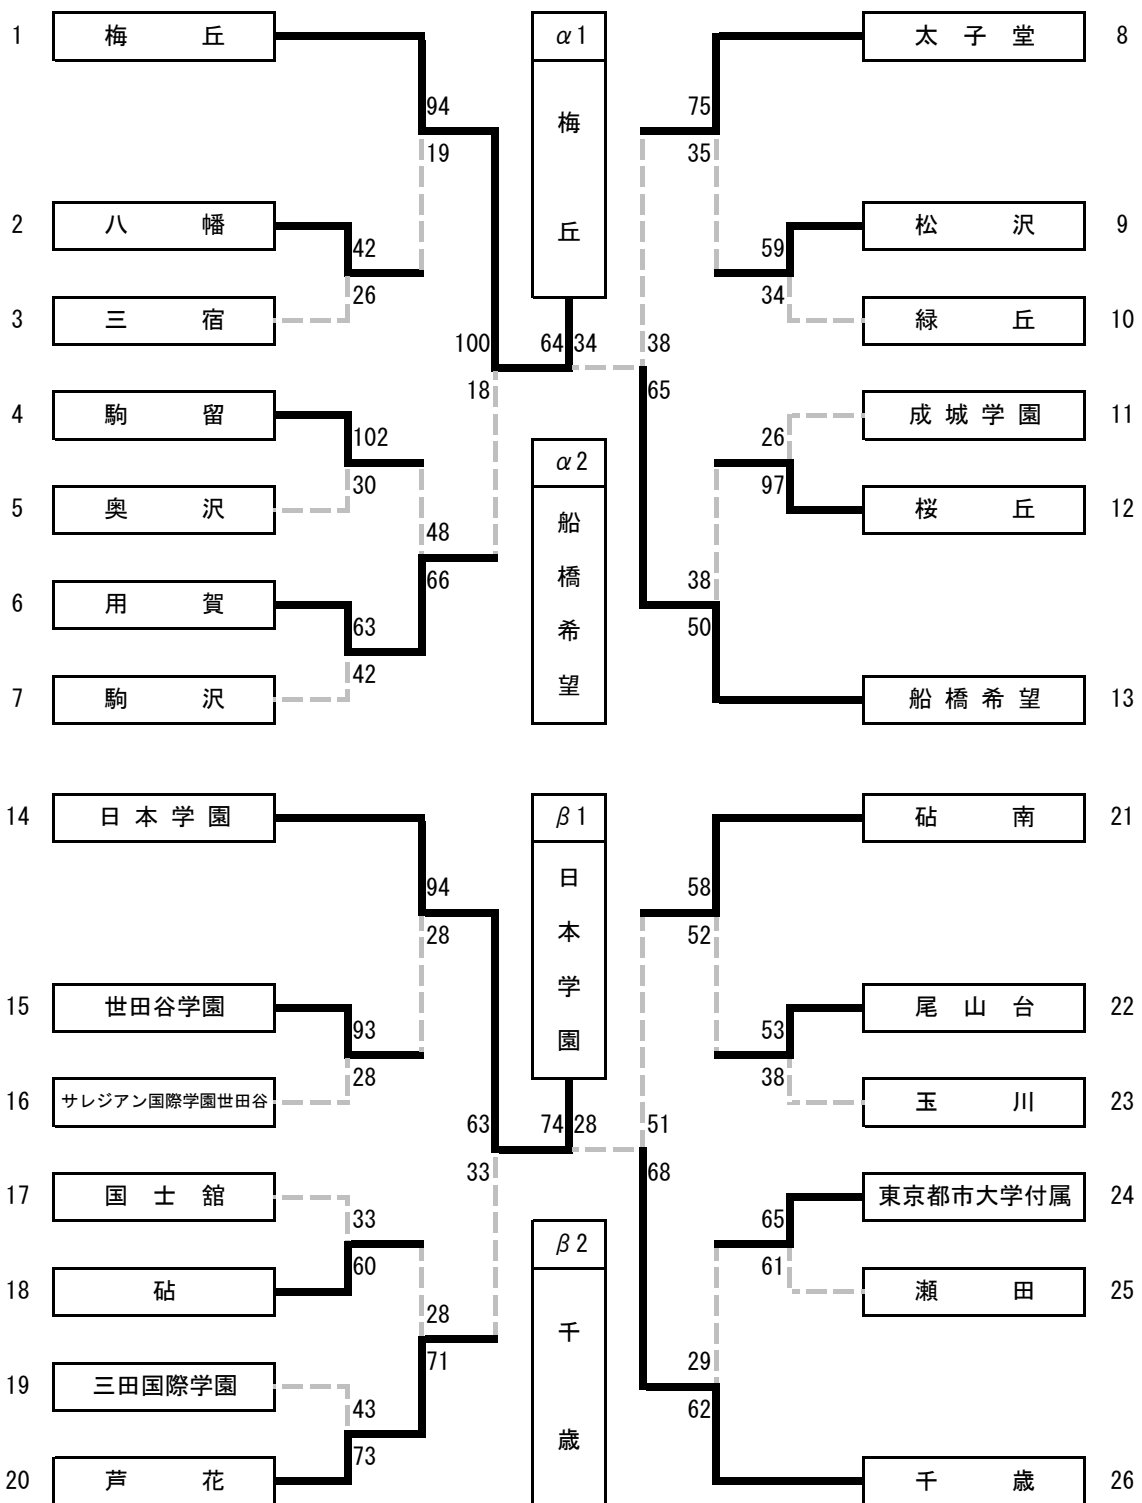 1 梅丘 α1 太子堂 8
94 75
梅
19 35
2 八幡 松沢 9
丘
42 59
26 34
3 三宿 緑丘 10
100 64 34 38
18 65
4 駒留 成城学園 11
102 α2 26
30 97
5 奥沢 船 桜丘 12
48
橋
66 38
6 用賀 希
63 50
42 望
7 駒沢 船橋希望 13
14 日本学園 β1 砧南 21
94 日 58
28 本 52
15 世田谷学園 学 尾山台 22
93 園 53
28 38
16 サレジアン国際学園世田谷 玉川 23
63 74 28 51
33 68
17 国士舘 東京都市大学付属 24
33 β2 65
60 61
18 砧 瀬田 25
28 千
71 29
19 三田国際学園
43 62
歳
73
20 芦花 千歳 26